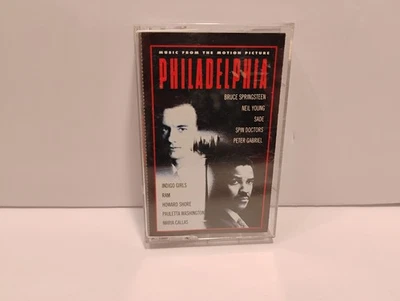 MUSIC FROM THE MOTION PICTURE
PHILADELPHIA
BRUCE SPRINGSTEEN
NEIL YOUNG
SADE
SPIN DOCTORS
PETER GABRIEL
INDIGO GIRLS
RAM
HOWARD SHORE
PAULETTA WASHINGTON
MARIA CALLAS